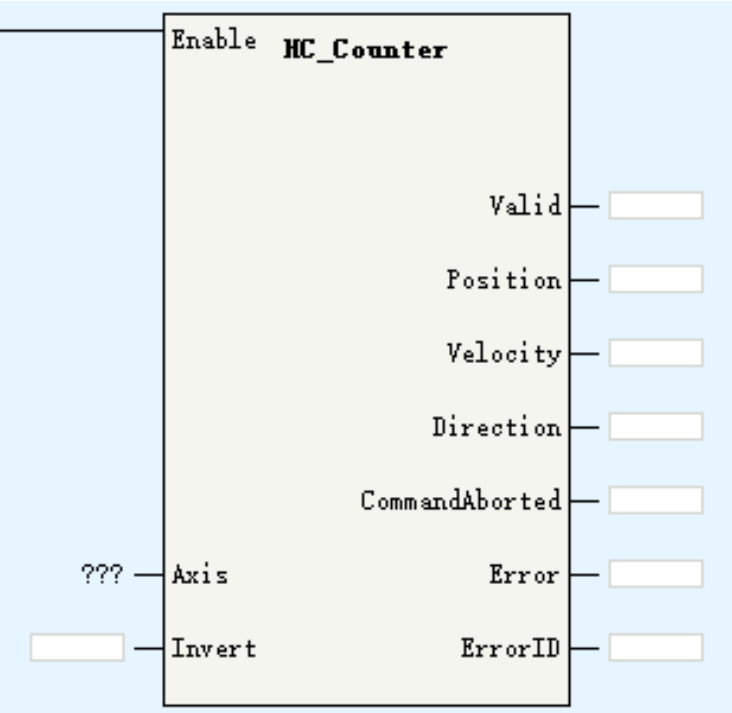 Enable HC_Counter
Valid
Position
Velocity
Direction
CommandAborted
??? Axis Error
Invert ErrorID